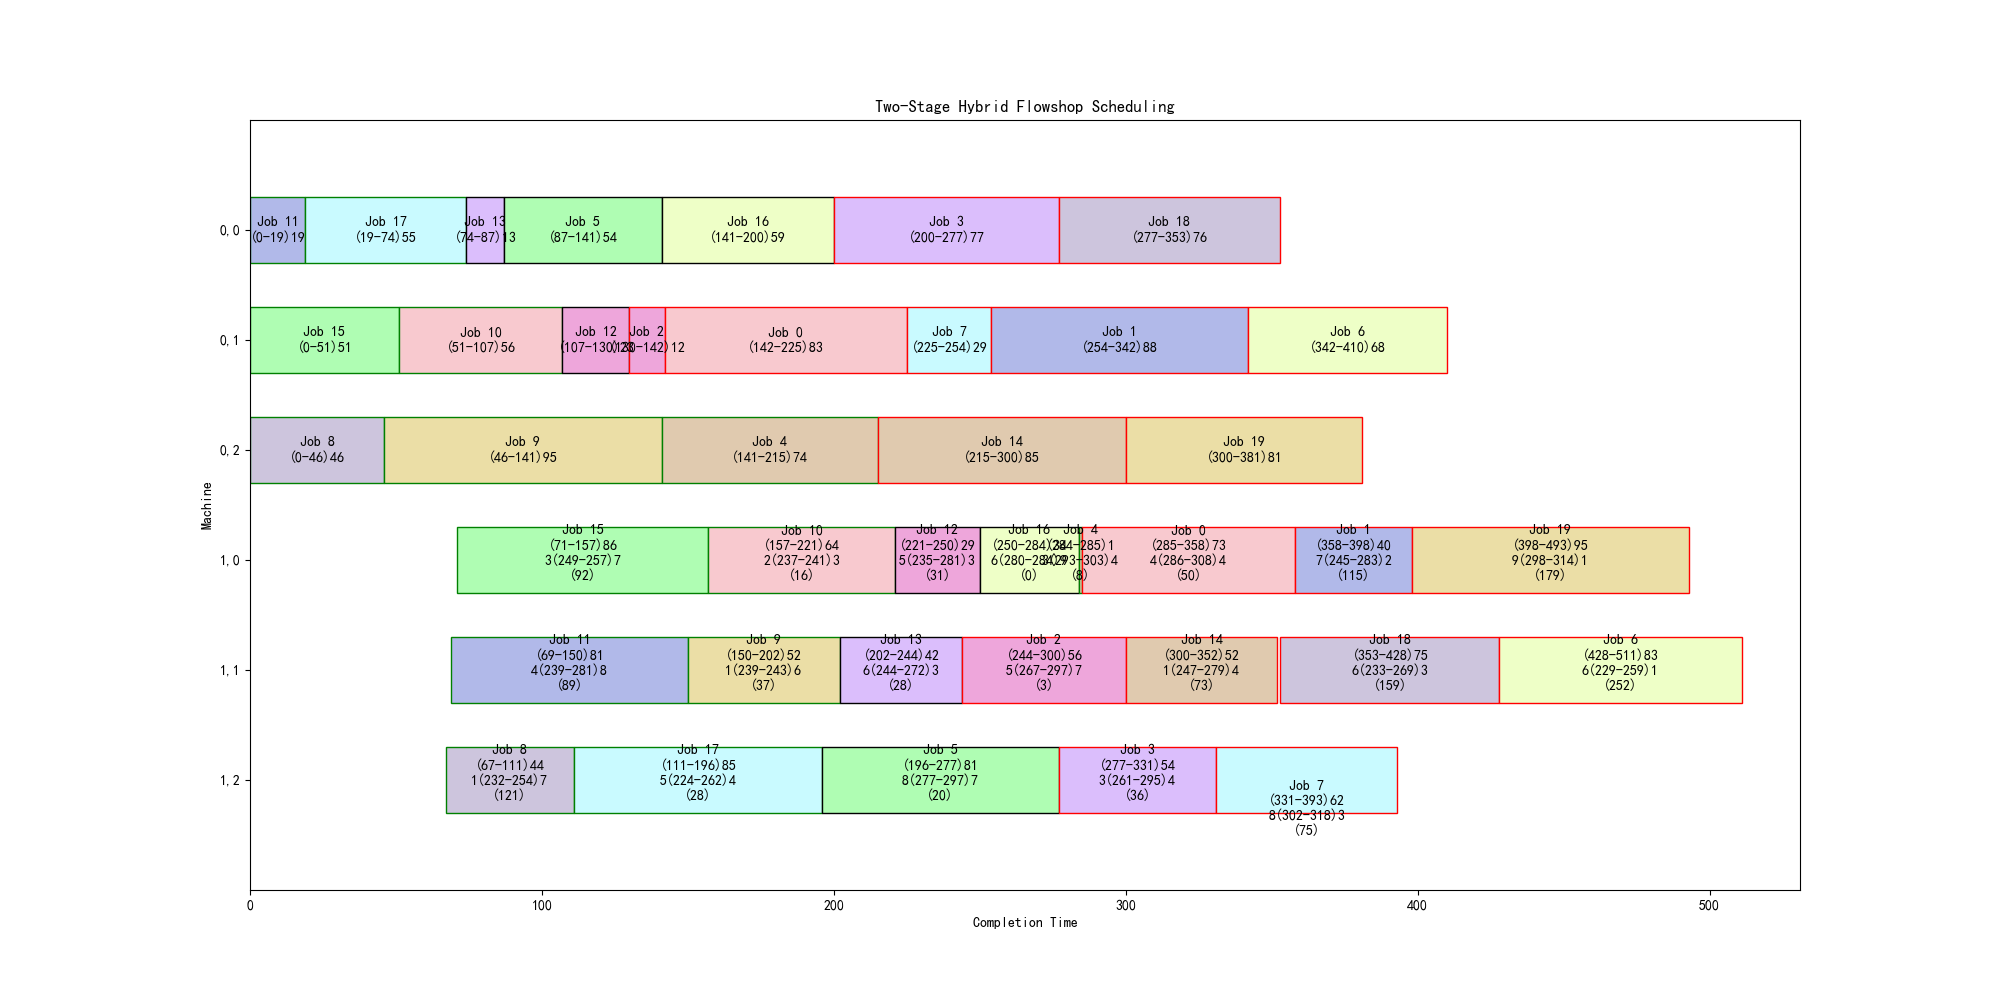 Two-Stage Hybrid Flowshop Scheduling
0,0
Job 11
(0-19)19
Job 17
(19-74)55
Job 13
(74-87)13
Job 5
(87-141)54
Job 16
(141-200)59
Job 3
(200-277)77
Job 18
(277-353)76
0,1
Job 15
(0-51)51
Job 10
(51-107)56
Job 12
(107-130)
Job 2
(130-142)12
Job 0
(142-225)83
Job 7
(225-254)29
Job 1
(254-342)88
Job 6
(342-410)68
0,2
Job 8
(0-46)46
Job 9
(46-141)95
Job 4
(141-215)74
Job 14
(215-300)85
Job 19
(300-381)81
1,0
Job 15
(71-157)86
3(249-257)7
(92)
Job 10
(157-221)64
2(237-241)3
(16)
Job 12
(221-250)29
5(235-281)3
(31)
Job 16
(250-284)34
6(280-284)9
(0)
Job 4
(284-285)1
(293-303)4
(8)
Job 0
(285-358)73
4(286-308)4
(50)
Job 1
(358-398)40
7(245-283)2
(115)
Job 19
(398-493)95
9(298-314)1
(179)
1,1
Job 11
(69-150)81
4(239-281)8
(89)
Job 9
(150-202)52
1(239-243)6
(37)
Job 13
(202-244)42
6(244-272)3
(28)
Job 2
(244-300)56
5(267-297)7
(3)
Job 14
(300-352)52
1(247-279)4
(73)
Job 18
(353-428)75
6(233-269)3
(159)
Job 6
(428-511)83
6(229-259)1
(252)
1,2
Job 8
(67-111)44
1(232-254)7
(121)
Job 17
(111-196)85
5(224-262)4
(28)
Job 5
(196-277)81
8(277-297)7
(20)
Job 3
(277-331)54
3(261-295)4
(36)
Job 7
(331-393)62
8(302-318)3
(75)
Machine
0
100
200
300
400
500
Completion Time